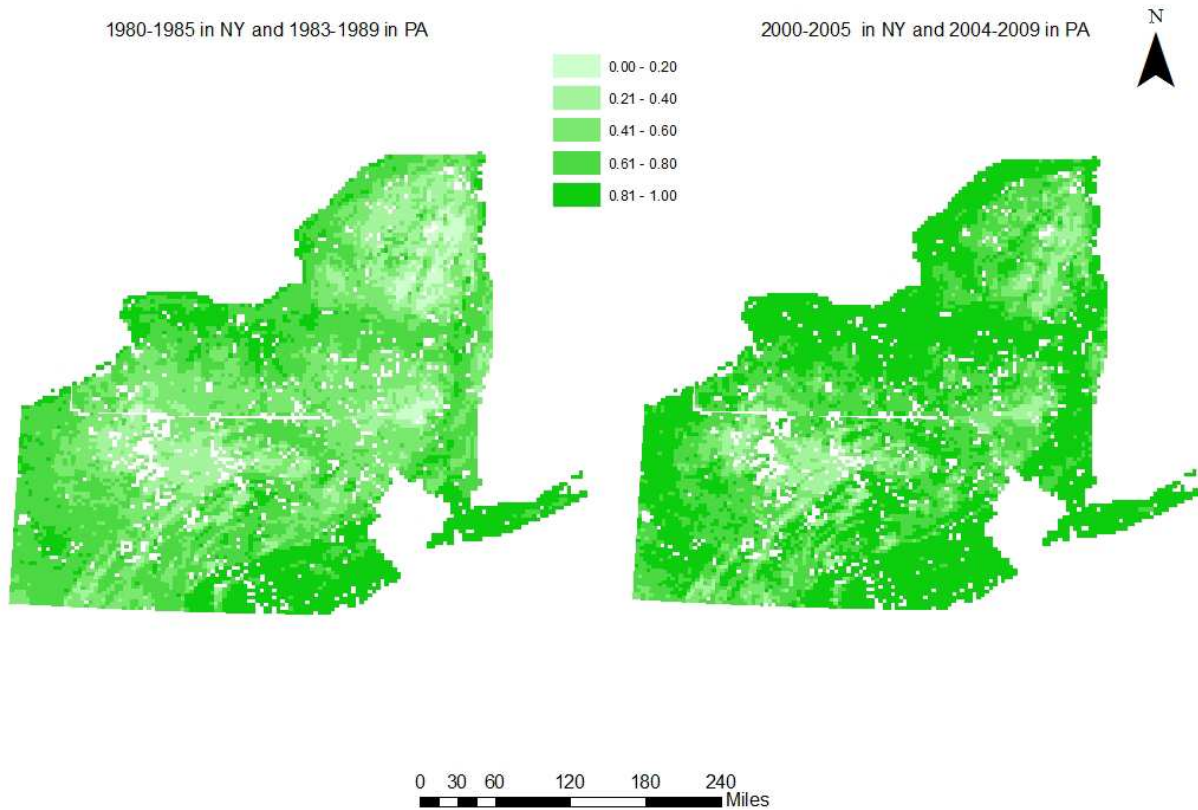 1980-1985 in NY and 1983-1989 in PA
2000-2005 in NY and 2004-2009 in PA
N
0.00 - 0.20
0.21 - 0.40
0.41 - 0.60
0.61 - 0.80
0.81 - 1.00
0 30 60 120 180 240
Miles